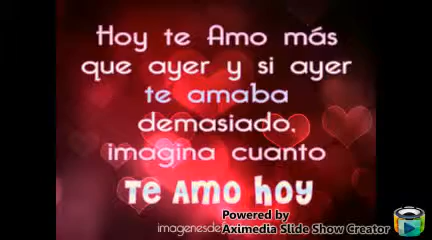 Hoy te Amo más
que ayer y si ayer
te amaba
demasiado,
imagina cuanto
Te Amo hoy
Powered by
imagenesde Aximedia Slide Show Creator